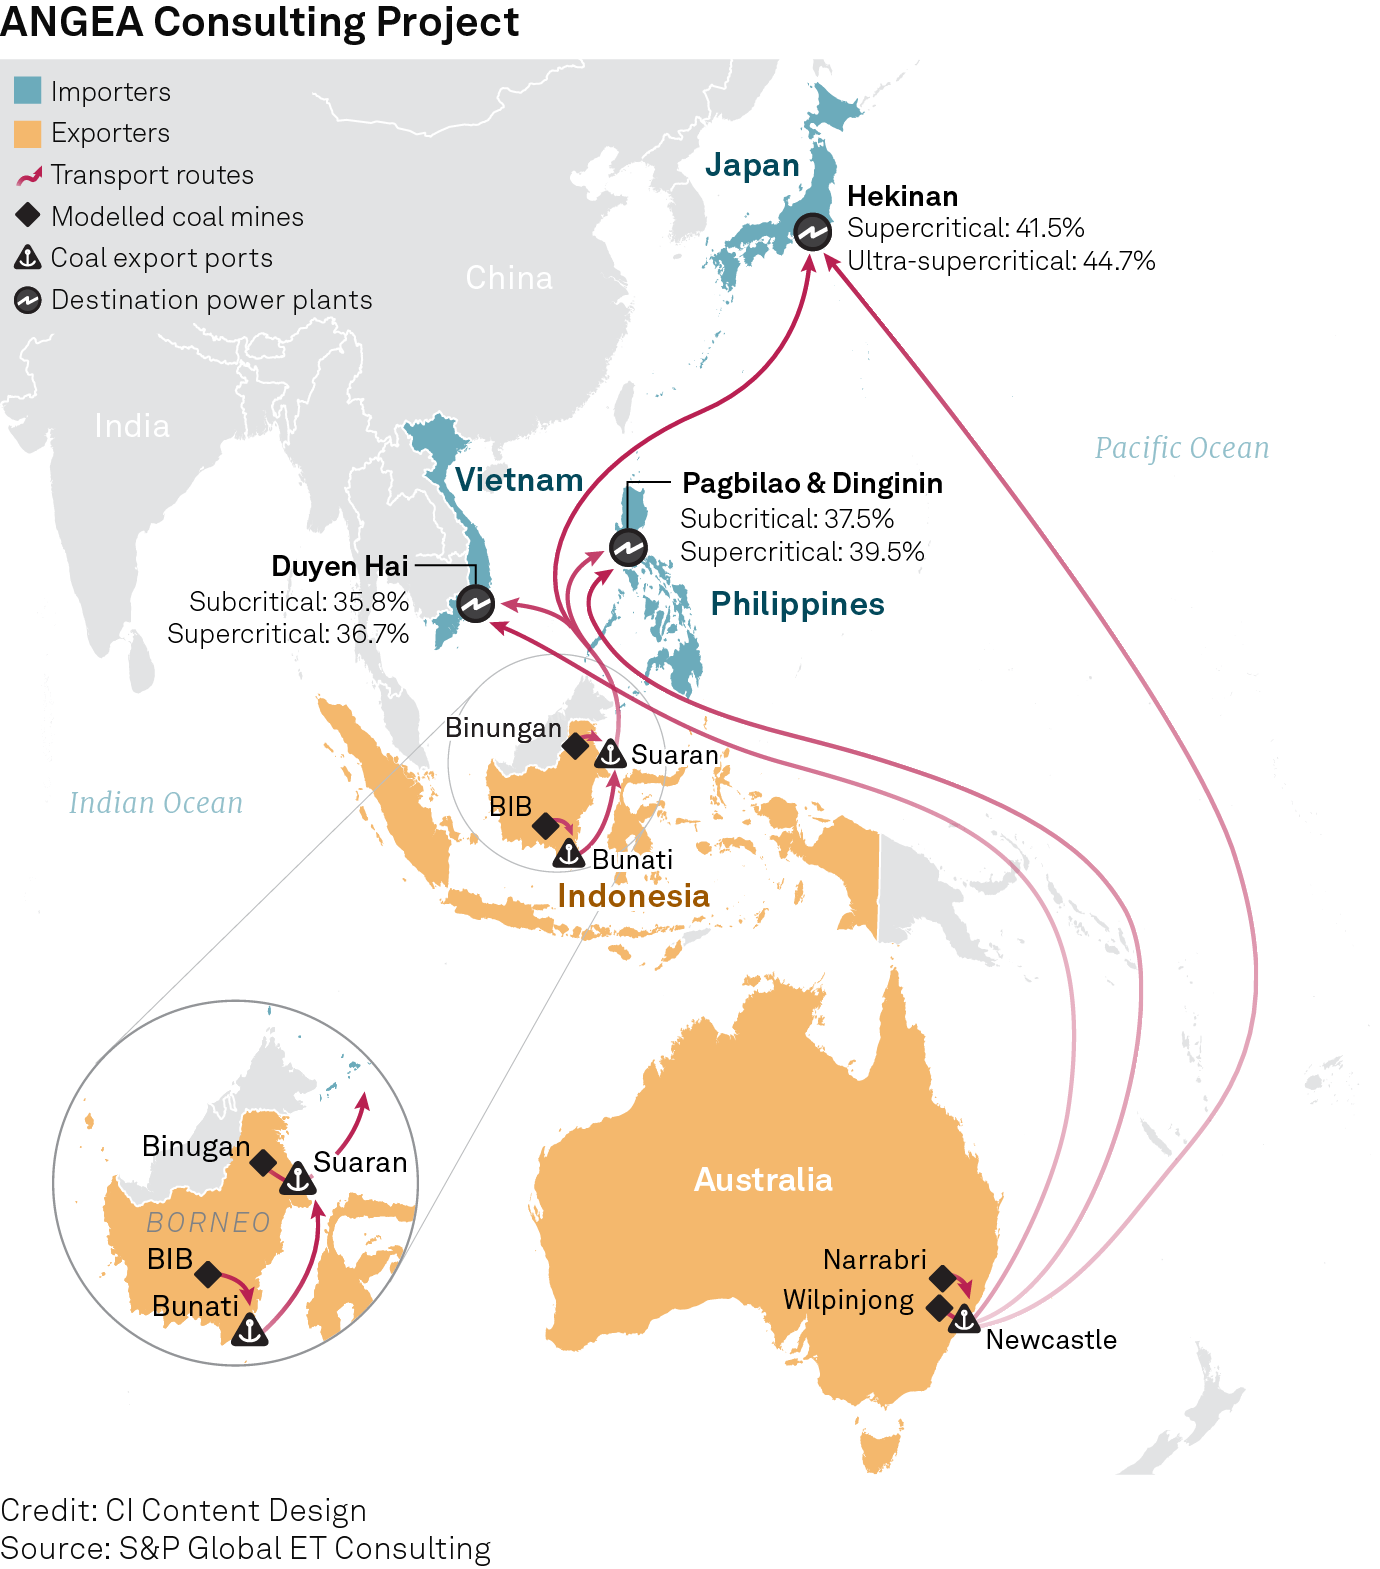 ANGEA Consulting Project
Importers
Exporters
Transport routes
Modelled coal mines
Coal export ports
Destination power plants
Japan
Hekinan
Supercritical: 41.5%
Ultra-supercritical: 44.7%
China
India
Pacific Ocean
Vietnam
Pagbilao & Dinginin
Subcritical: 37.5%
Supercritical: 39.5%
Duyen Hai
Subcritical: 35.8%
Supercritical: 36.7%
Philippines
Binungan
Suaran
Indian Ocean
BIB
Bunati
Indonesia
Binugan
Suaran
BORNEO
BIB
Bunati
Australia
Narrabri
Wilpinjong
Newcastle
Credit: CI Content Design
Source: S&P Global ET Consulting